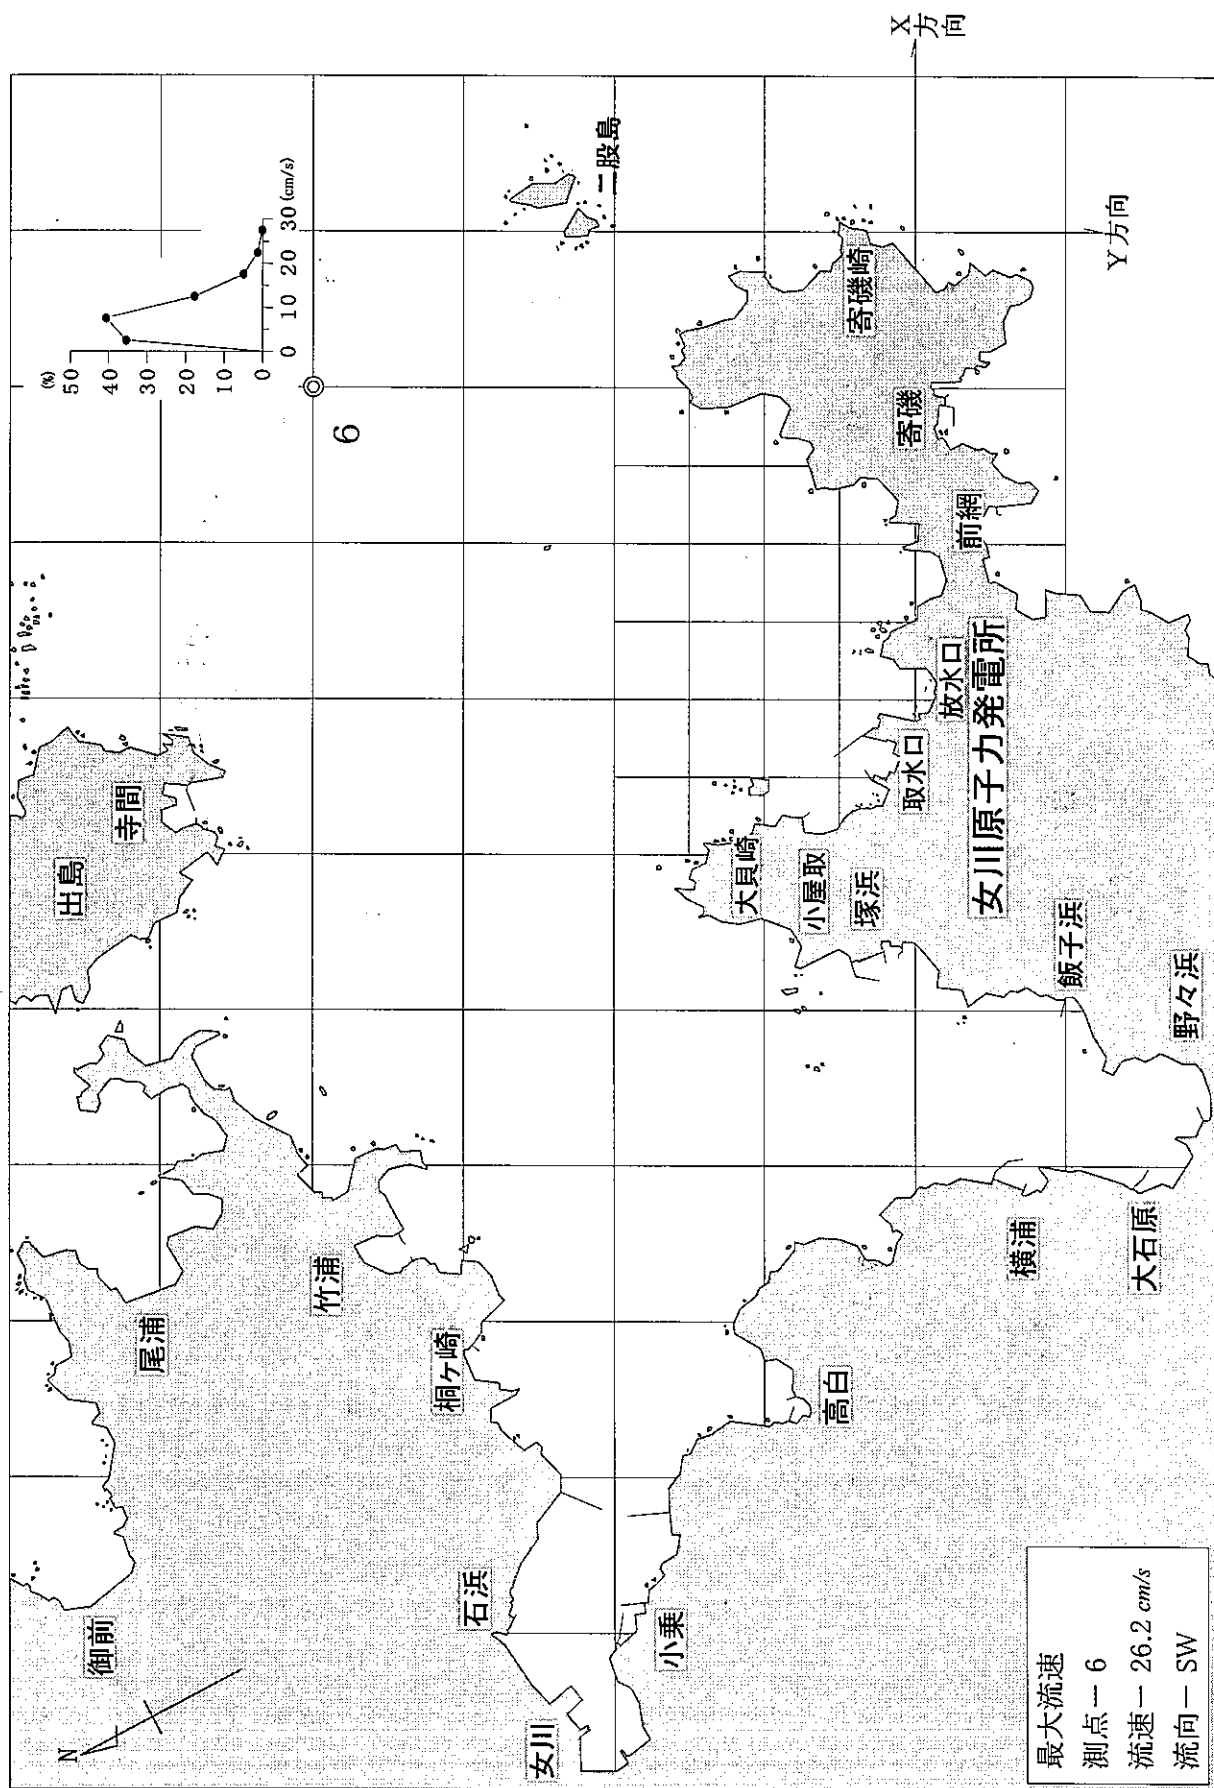 N
御前
尾浦
出島
寺間
竹浦
桐ヶ崎
石浜
女川
小乗
高白
横浦
大石原
野々浜
飯子浜
塚浜
小屋取
大貝崎
取水口
放水口
女川原子力発電所
前網
寄磯
寄磯崎
二股島
6
(%)
50
40
30
20
10
0
0 10 20 30 (cm/s)
X方向
Y方向
最大流速
測点ー 6
流速ー 26.2 cm/s
流向ー SW